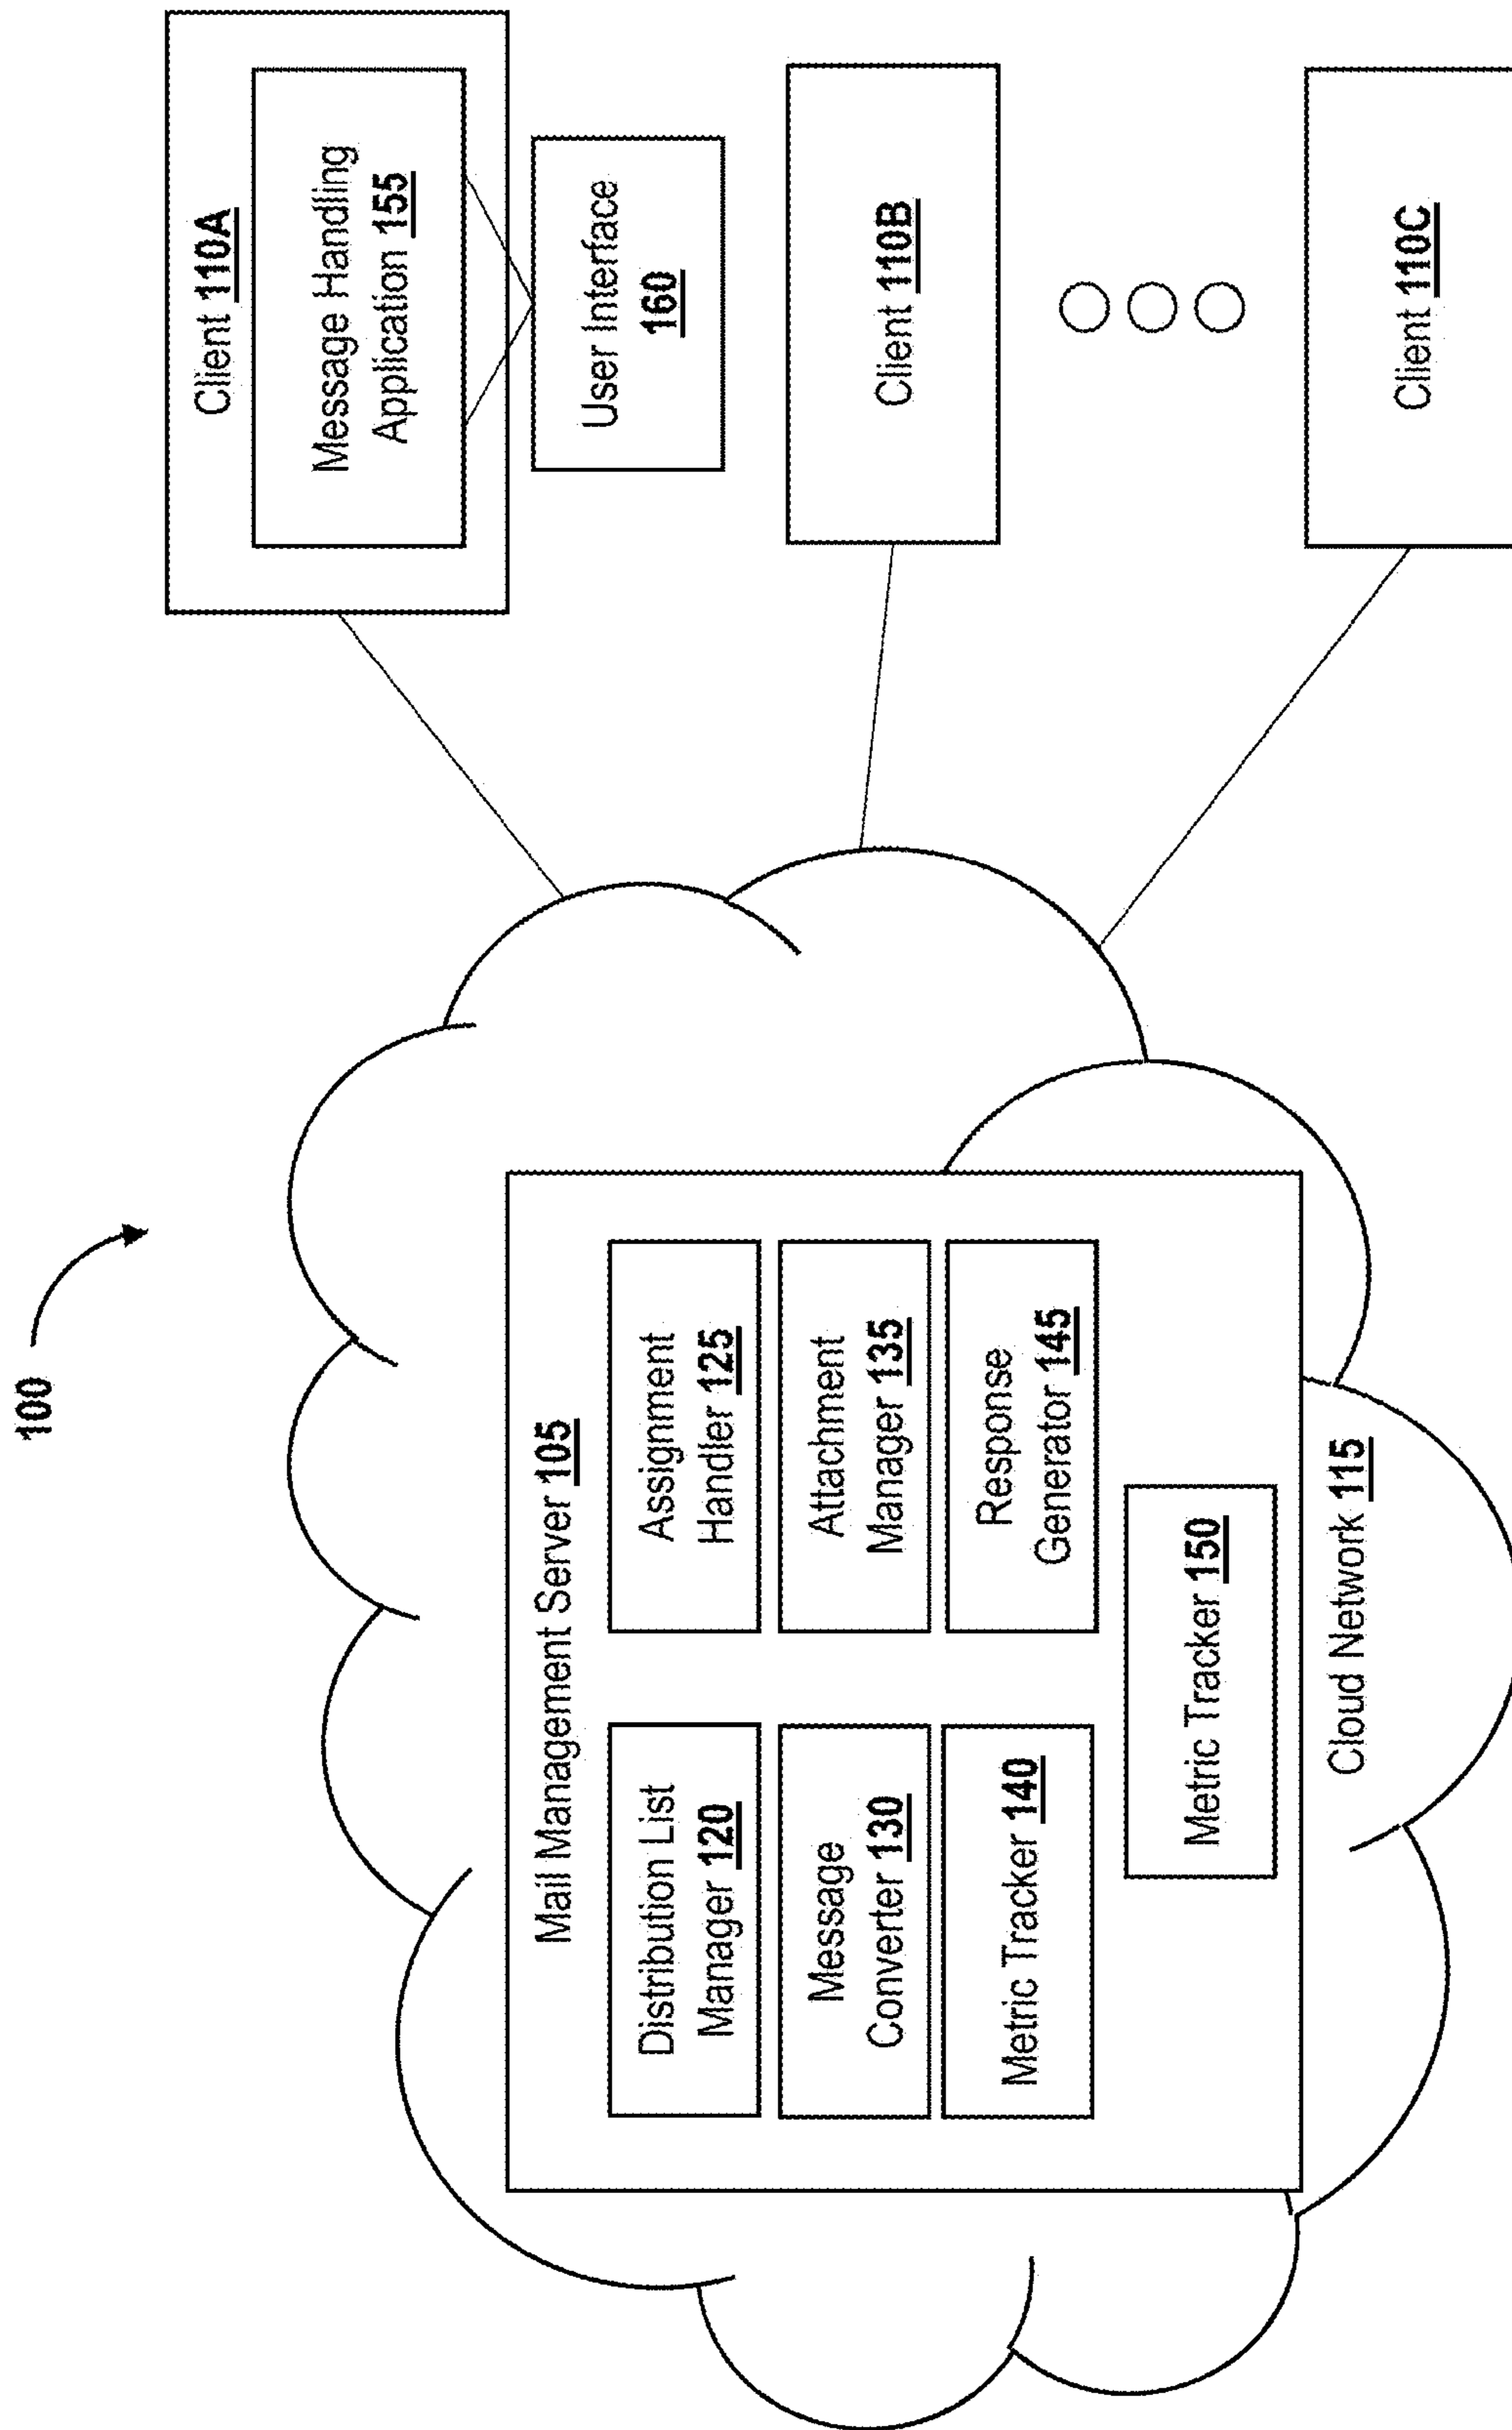 100
Mail Management Server 105
Distribution List
Manager 120
Assignment
Handler 125
Message
Converter 130
Attachment
Manager 135
Metric Tracker 140
Response
Generator 145
Metric Tracker 150
Cloud Network 115
Client 110A
Message Handling
Application 155
User Interface
160
Client 110B
Client 110C